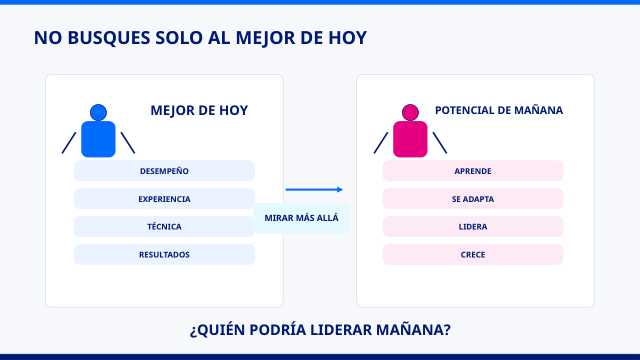 NO BUSQUES SOLO AL MEJOR DE HOY
MEJOR DE HOY
DESEMPEÑO
EXPERIENCIA
TÉCNICA
RESULTADOS
MIRAR MÁS ALLÁ
POTENCIAL DE MAÑANA
APRENDE
SE ADAPTA
LIDERA
CRECE
¿QUIÉN PODRÍA LIDERAR MAÑANA?